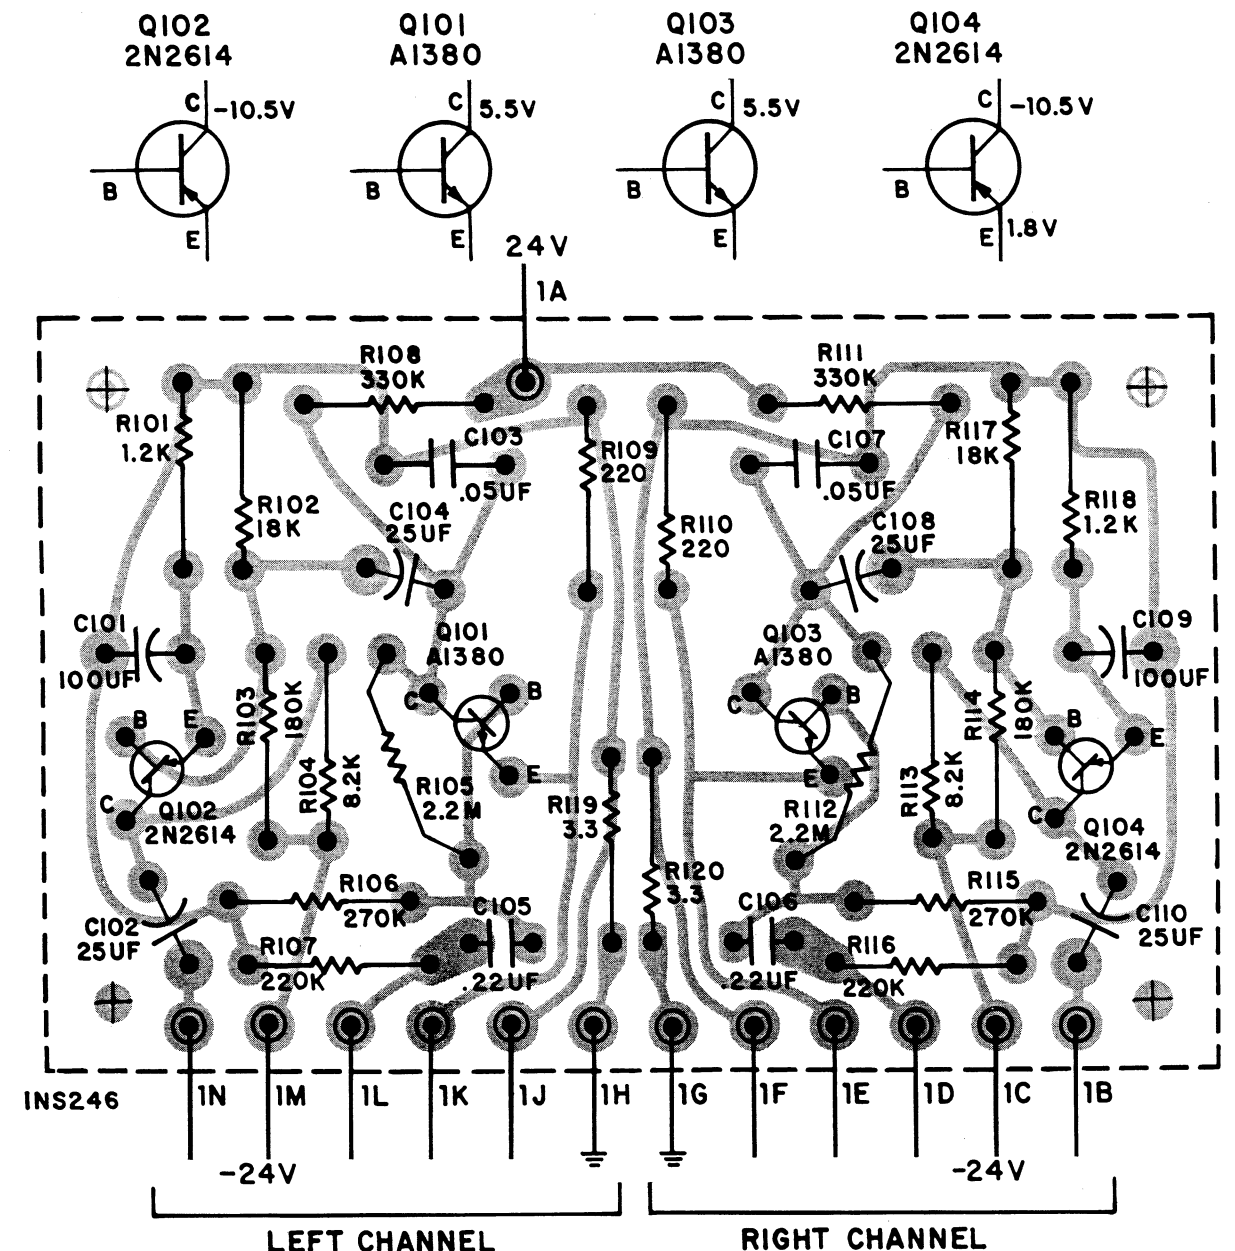 Q102 Q101 Q103 Q104
2N2614 A1380 A1380 2N2614
C -10.5V C 5.5V C 5.5V C -10.5V
B B B B
E E E E 1.8V
24V
1A
R108 R111
330K 330K
R101 C103 C107 R117
1.2K R109 18K
220
.05UF .05UF
R102 C104 R110 C108 R118
18K 25UF 220 25UF 1.2K
C101 Q101 Q103 C109
A1380 A1380
100UF 100UF
R103 180K R114 180K
B E C B C B B E
R104 8.2K R113 8.2K
E E
R105 R119 R112
2.2M 3.3 2.2M
C Q102 C Q104
2N2614 2N2614
R120
3.3
R106 R115
270K 270K
C102 C105 C106 C110
25UF 25UF
R107 R116
220K .22UF .22UF 220K
INS246 1N 1M 1L 1K 1J 1H 1G 1F 1E 1D 1C 1B
-24V -24V
LEFT CHANNEL RIGHT CHANNEL